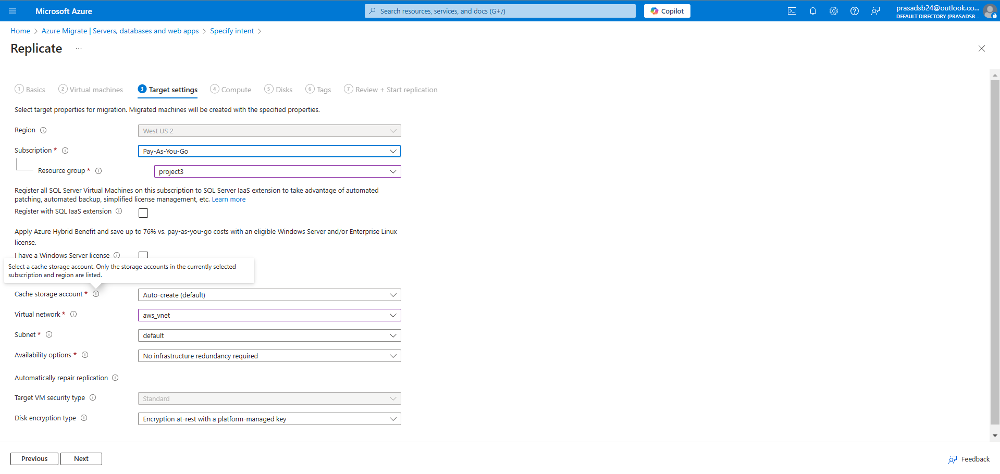 Microsoft Azure
Search resources, services, and docs (G+/)
Copilot
prasadsb24@outlook.co...
DEFAULT DIRECTORY (PRASADSB...
Home > Azure Migrate | Servers, databases and web apps > Specify intent >
Replicate ...
1 Basics 2 Virtual machines 3 Target settings 4 Compute 5 Disks 6 Tags 7 Review + Start replication
Select target properties for migration. Migrated machines will be created with the specified properties.
Region West US 2
Subscription * Pay-As-You-Go
Resource group * project3
Register all SQL Server Virtual Machines on this subscription to SQL Server IaaS extension to take advantage of automated
patching, automated backup, simplified license management, etc. Learn more
Register with SQL IaaS extension
Apply Azure Hybrid Benefit and save up to 76% vs. pay-as-you-go costs with an eligible Windows Server and/or Enterprise Linux
license.
I have a Windows Server license
Select a cache storage account. Only the storage accounts in the currently selected
subscription and region are listed.
Cache storage account * Auto-create (default)
Virtual network * aws_vnet
Subnet * default
Availability options * No infrastructure redundancy required
Automatically repair replication
Target VM security type Standard
Disk encryption type Encryption at-rest with a platform-managed key
Previous Next
Feedback